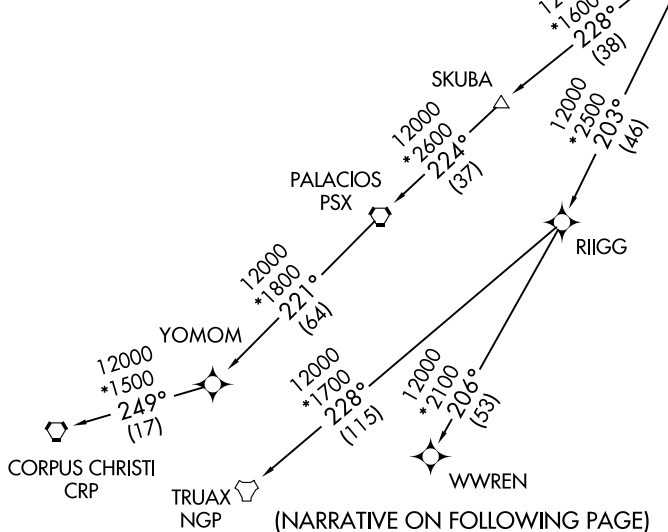 *1600
228°
(38)
SKUBA
12000
*2600
224°
(37)
12000
*2500
203°
(46)
PALACIOS
PSX
RIIGG
12000
*1800
221°
(64)
YOMOM
12000
*1500
249°
(17)
12000
*1700
228°
(115)
12000
*2100
206°
(53)
CORPUS CHRISTI
CRP
TRUAX
NGP
WWREN
(NARRATIVE ON FOLLOWING PAGE)